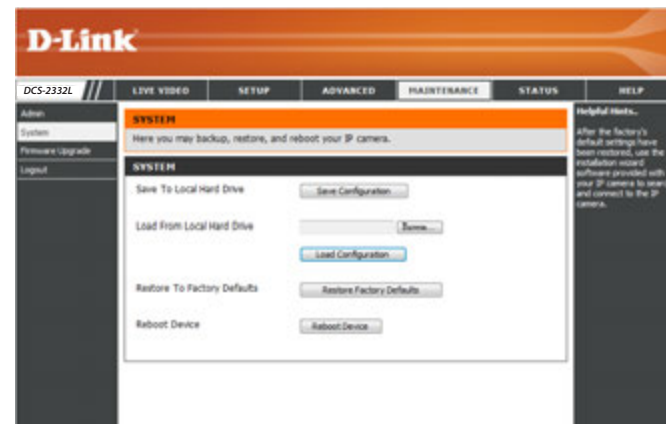 D-Link
DCS-2332L
LIVE VIDEO SETUP ADVANCED MAINTENANCE STATUS HELP
Admin
System
Firmware Upgrade
Logout
SYSTEM
Here you may backup, restore, and reboot your IP camera.
SYSTEM
Save To Local Hard Drive Save Configuration
Load From Local Hard Drive Browse...
Load Configuration
Restore To Factory Defaults Restore Factory Defaults
Reboot Device Reboot Device
Helpful Hints..
After the factory's
default settings have
been restored, use the
installation wizard
software provided with
your IP camera to search
and connect to the IP
camera.